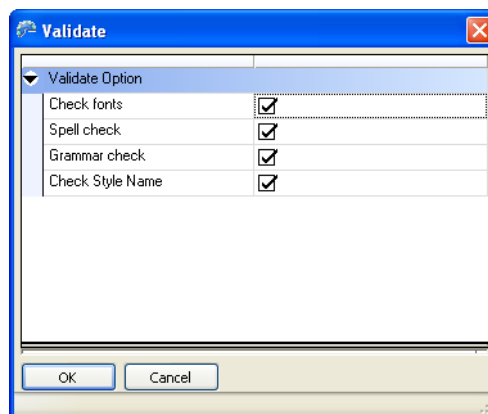 Validate
Validate Option
Check fonts
Spell check
Grammar check
Check Style Name
OK Cancel